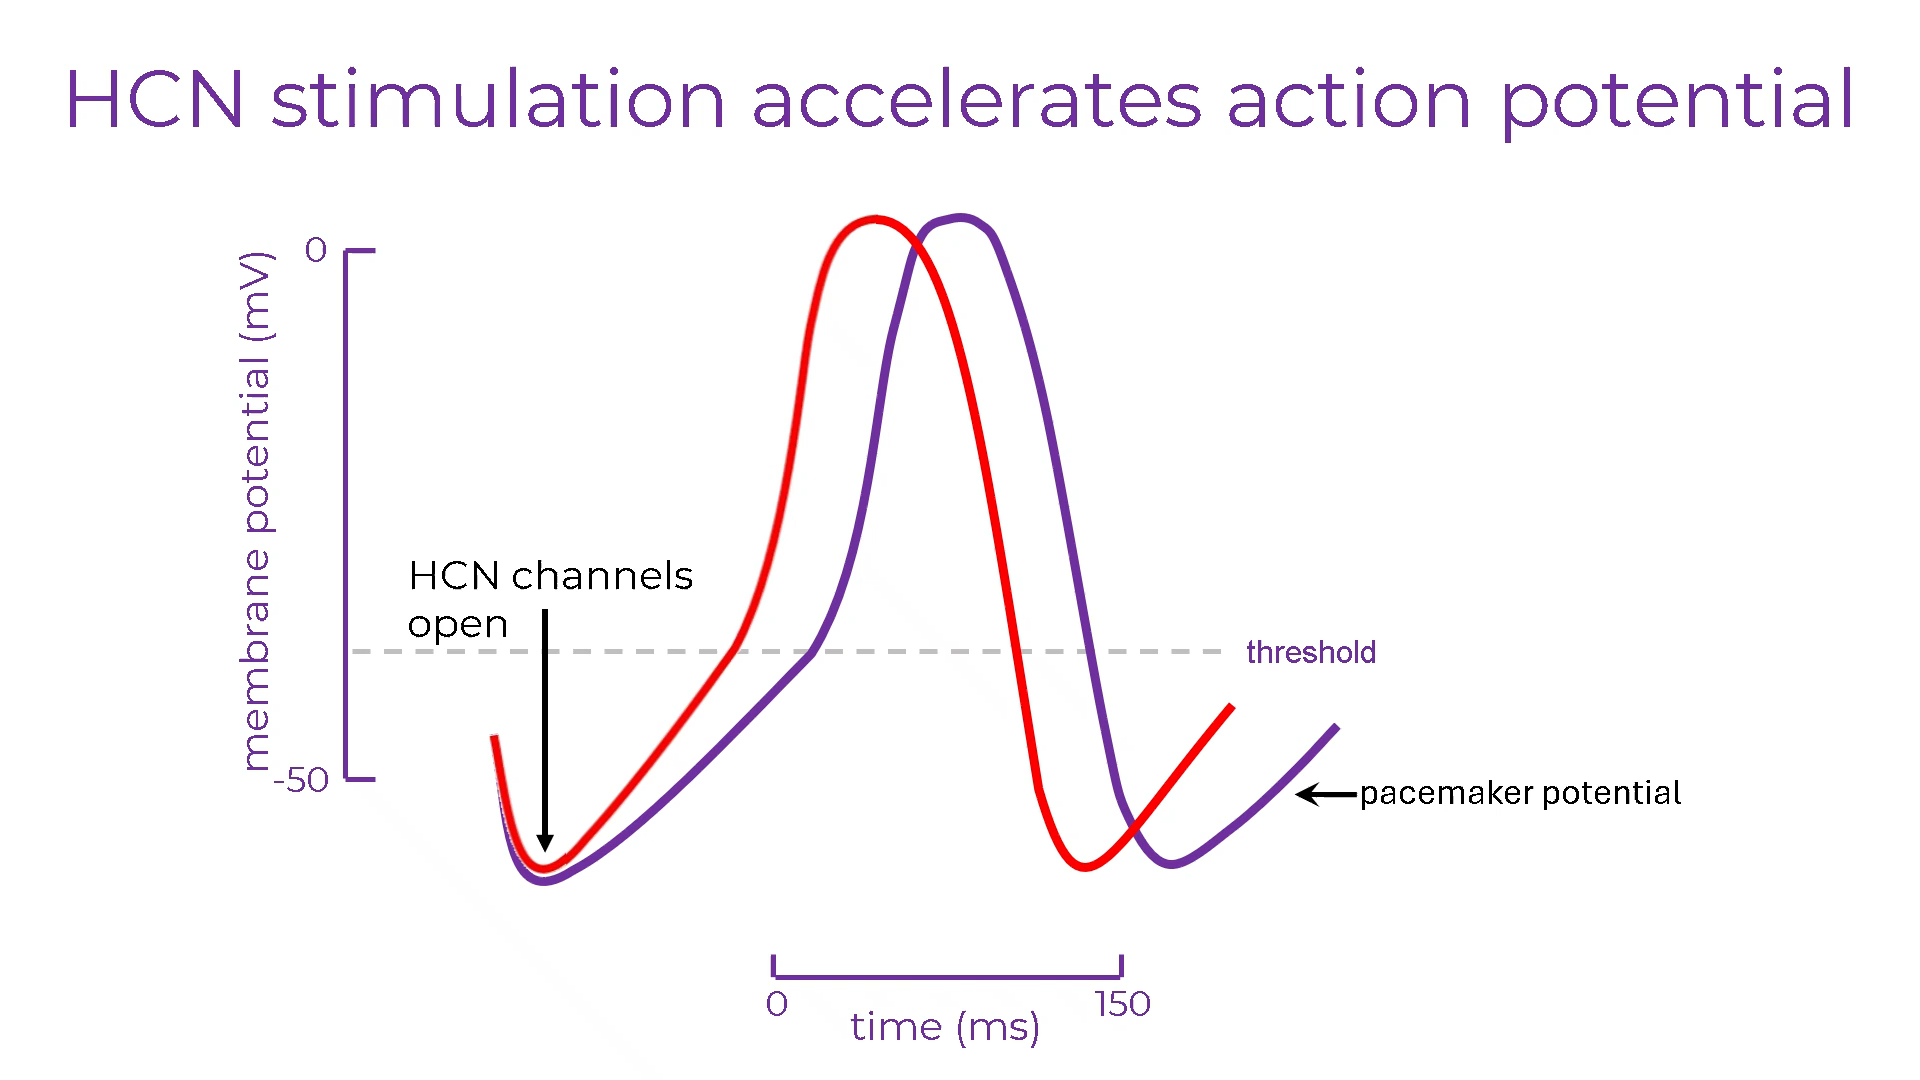 HCN stimulation accelerates action potential
0
membrane potential (mV)
HCN channels
open
threshold
-50
pacemaker potential
0
150
time (ms)